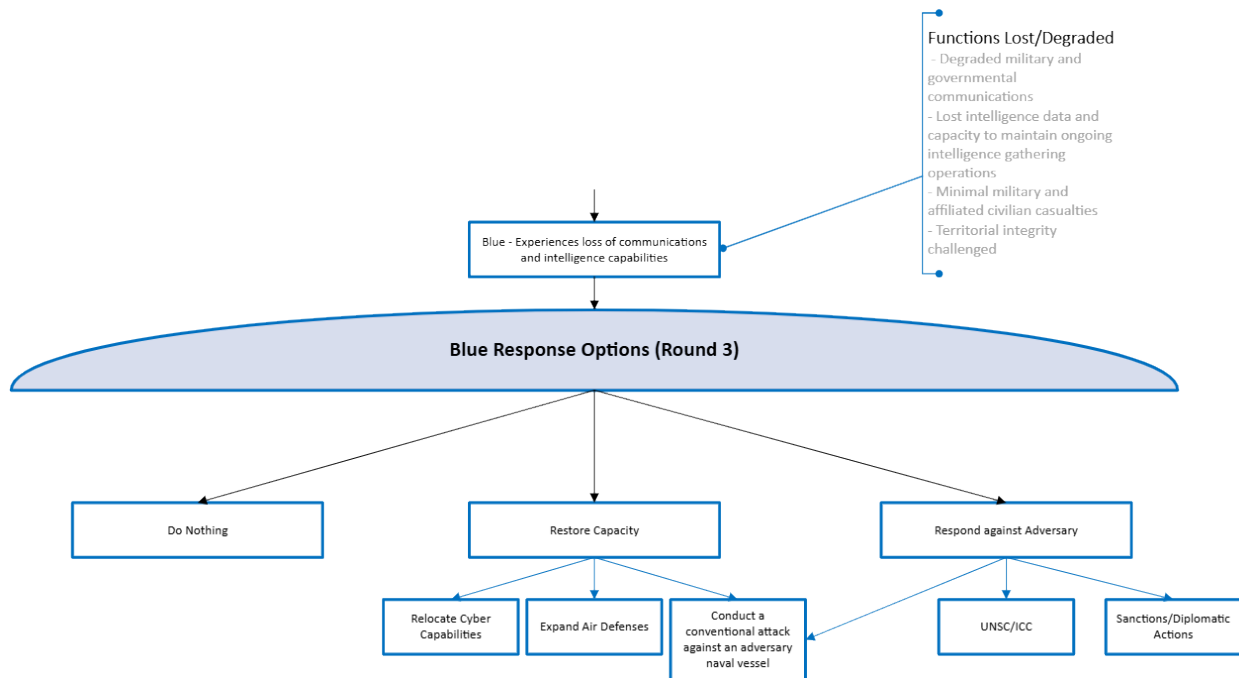 Functions Lost/Degraded
- Degraded military and
governmental
communications
- Lost intelligence data and
capacity to maintain ongoing
intelligence gathering
operations
- Minimal military and
affiliated civilian casualties
- Territorial integrity
challenged
Blue - Experiences loss of communications
and intelligence capabilities
Blue Response Options (Round 3)
Do Nothing
Restore Capacity
Respond against Adversary
Relocate Cyber
Capabilities
Expand Air Defenses
Conduct a
conventional attack
against an adversary
naval vessel
UNSC/ICC
Sanctions/Diplomatic
Actions